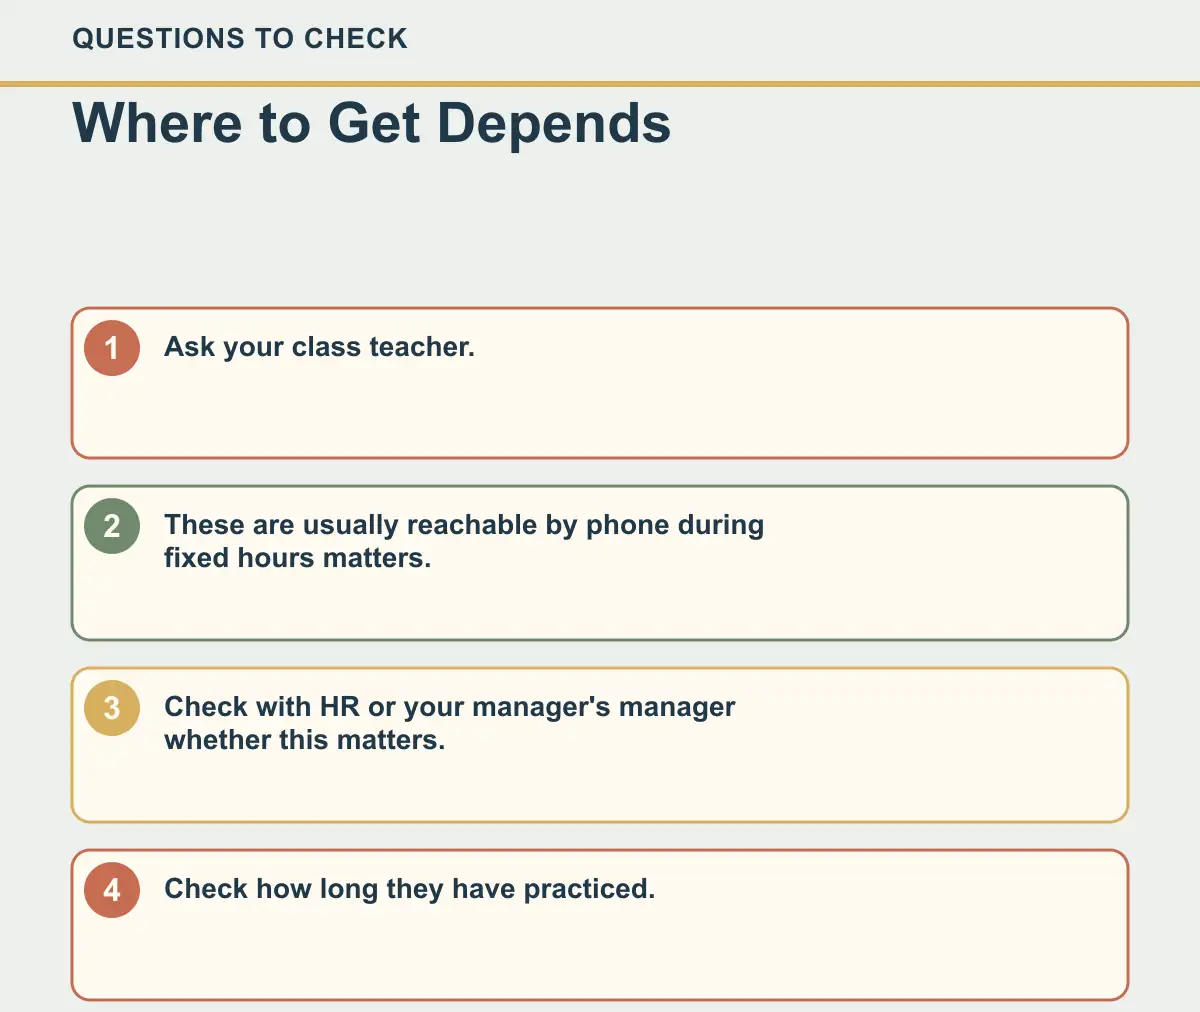 QUESTIONS TO CHECK
Where to Get Depends
1
Ask your class teacher.
2
These are usually reachable by phone during
fixed hours matters.
3
Check with HR or your manager's manager
whether this matters.
4
Check how long they have practiced.